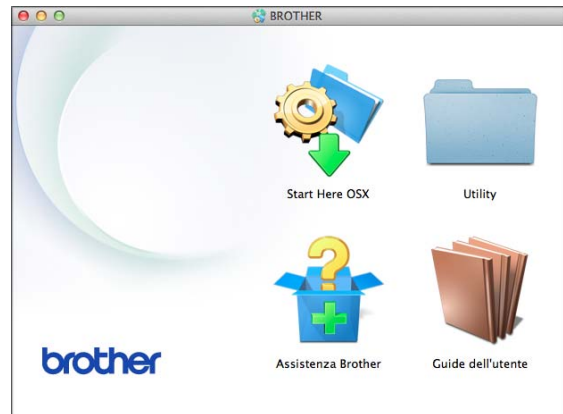 BROTHER
Start Here OSX
Utility
Assistenza Brother
Guide dell'utente
brother